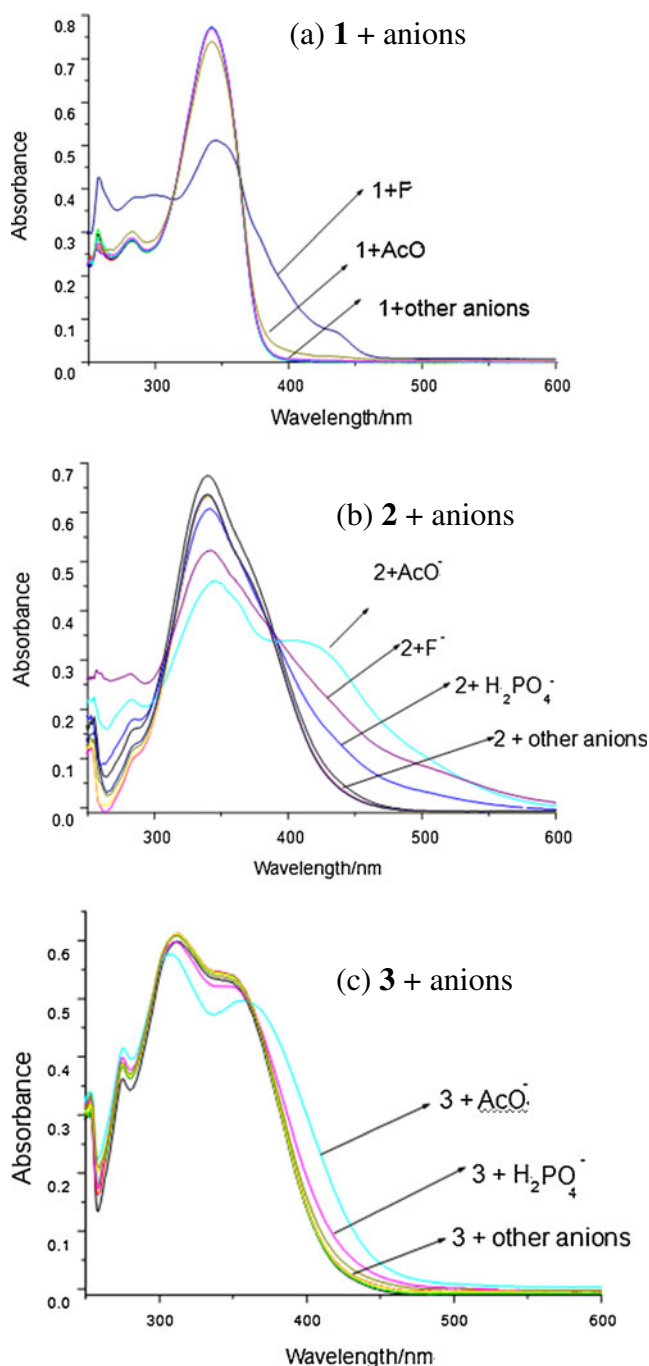 (a) 1 + anions
0.8
0.7
0.6
0.5
0.4
0.3
0.2
0.1
0.0
Absorbance
1+F-
1+AcO
1+other anions
300 400 500 600
Wavelength/nm
(b) 2 + anions
0.7
0.6
0.5
0.4
0.3
0.2
0.1
0.0
Absorbance
2+AcO-
2+F-
2+ H2PO4-
2 + other anions
300 400 500 600
Wavelength/nm
(c) 3 + anions
0.6
0.5
0.4
0.3
0.2
0.1
0.0
Absorbance
3 + AcO-
3 + H2PO4-
3 + other anions
300 400 500 600
Wavelength/nm